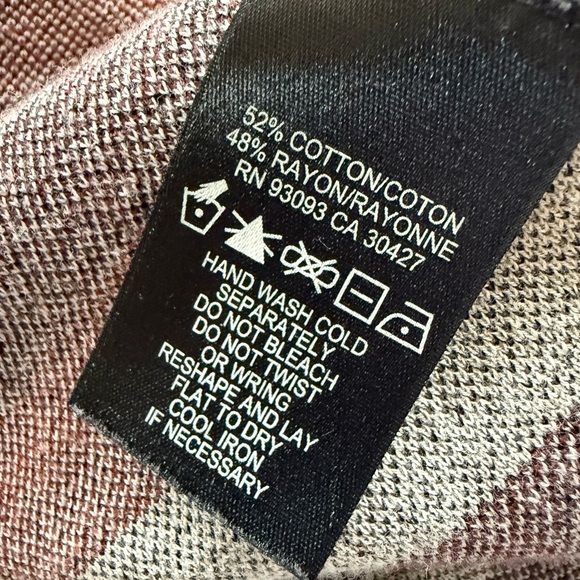 52% COTTON/COTON
48% RAYON/RAYONNE
RN 93093 CA 30427
HAND WASH COLD
SEPARATELY
DO NOT BLEACH
DO NOT TWIST
OR WRING
RESHAPE AND LAY
FLAT TO DRY
COOL IRON
IF NECESSARY